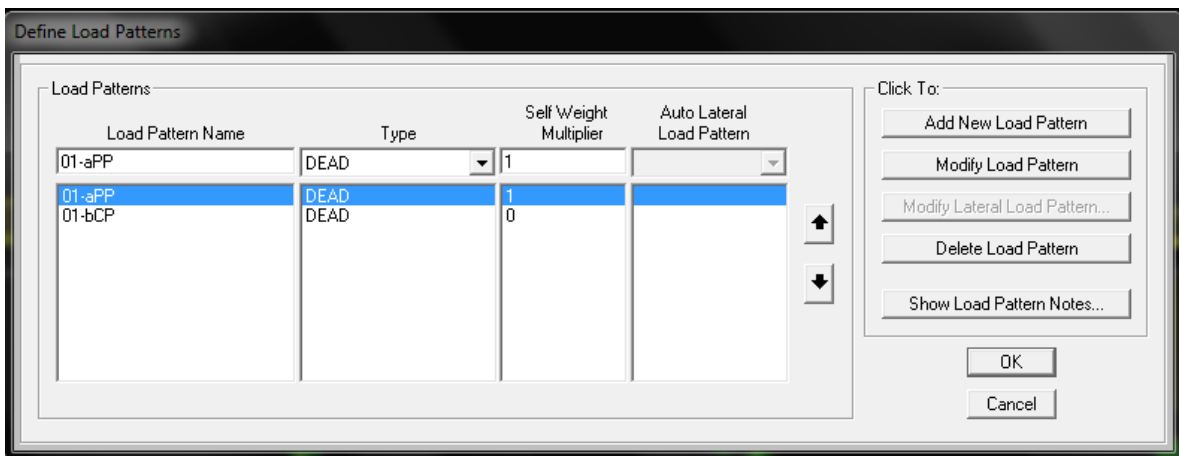 Define Load Patterns
Load Patterns
Click To:
Load Pattern Name
Type
Self Weight
Multiplier
Auto Lateral
Load Pattern
01-aPP
DEAD
1
01-aPP DEAD 1
01-bCP DEAD 0
Add New Load Pattern
Modify Load Pattern
Modify Lateral Load Pattern...
Delete Load Pattern
Show Load Pattern Notes...
OK
Cancel